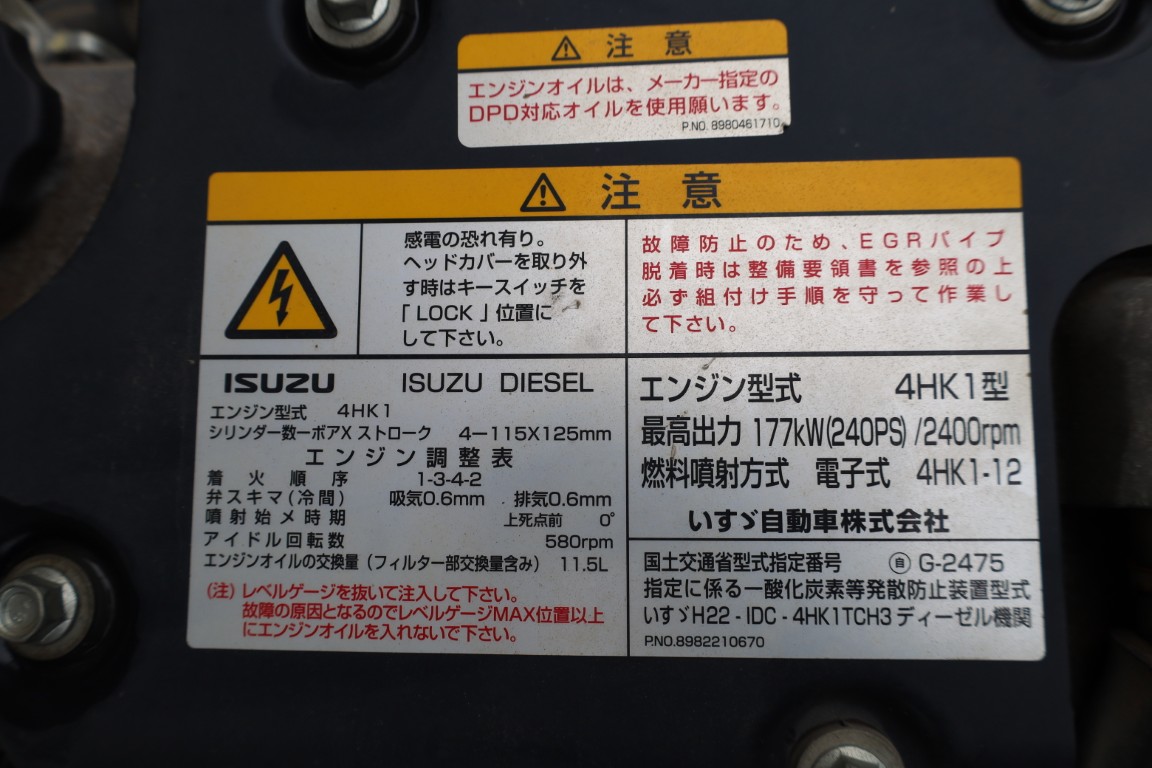 ⚠ 注意
エンジンオイルは、メーカー指定の
DPD対応オイルを使用願います。
P.NO. 8980461710
⚠ 注意
感電の恐れ有り。
ヘッドカバーを取り外
す時はキースイッチを
「LOCK」位置に
して下さい。
故障防止のため、EGRパイプ
脱着時は整備要領書を参照の上
必ず組付け手順を守って作業し
て下さい。
ISUZU ISUZU DIESEL
エンジン型式 4HK1
シリンダー数ーボアX ストローク 4ー115X125mm
エンジン調整表
着火順序 1-3-4-2
弁スキマ(冷間) 吸気0.6mm . 排気0.6mm
噴射始メ時期 上死点前 0°
アイドル回転数 580rpm
エンジンオイルの交換量(フィルター部交換量含み) 11.5L
(注) レベルゲージを抜いて注入して下さい。
故障の原因となるのでレベルゲージMAX位置以上
にエンジンオイルを入れないで下さい。
エンジン型式 4HK1型
最高出力 177kW(240PS)/2400rpm
燃料噴射方式 電子式 4HK1-12
いすゞ自動車株式会社
国土交通省型式指定番号 ㊀自 G-2475
指定に係る一酸化炭素等発散防止装置型式
いすゞH22 - IDC - 4HK1TCH3 ディーゼル機関
P.NO.8982210670